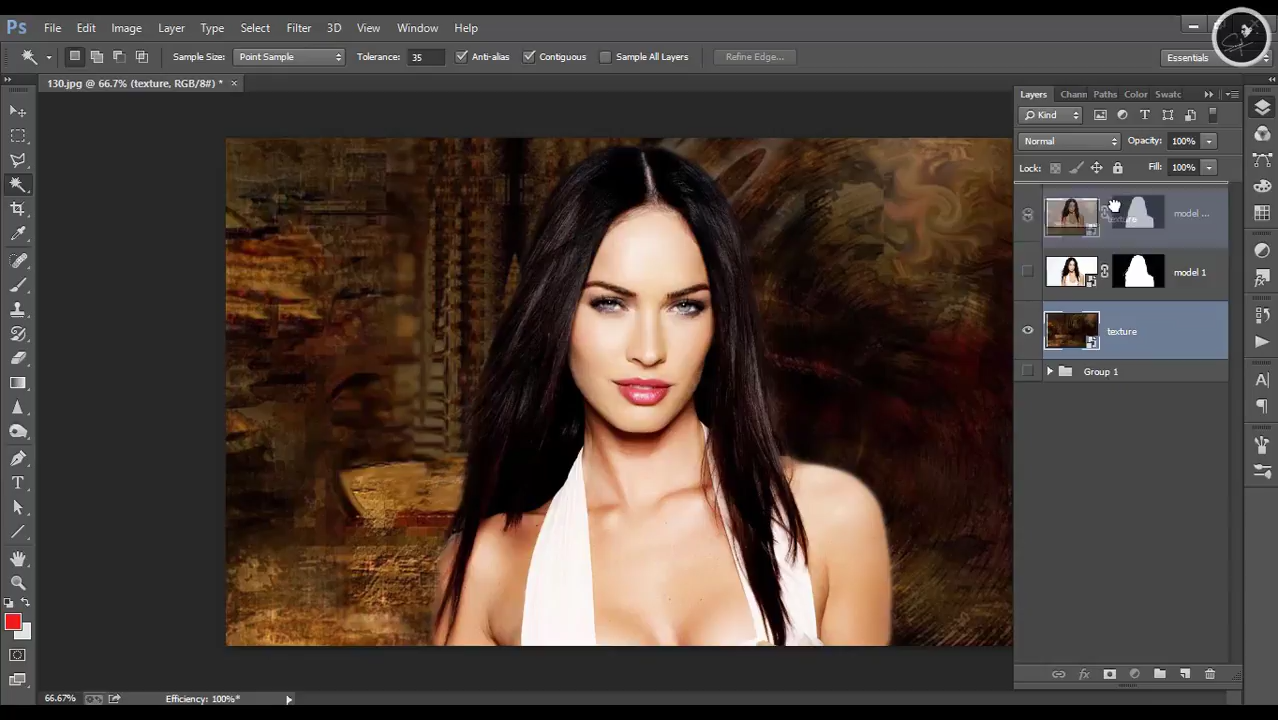 Ps File Edit Image Layer Type Select Filter 3D View Window Help
Sample Size: Point Sample Tolerance: 35 Anti-alias Contiguous Sample All Layers Refine Edge... Essentials
130.jpg @ 66.7% (texture, RGB/8#) * ×
Layers Chann Paths Color Swatc
Kind
Normal Opacity: 100%
Lock: Fill: 100%
model ...
texture
model 1
texture
Group 1
66.67% Efficiency: 100%*